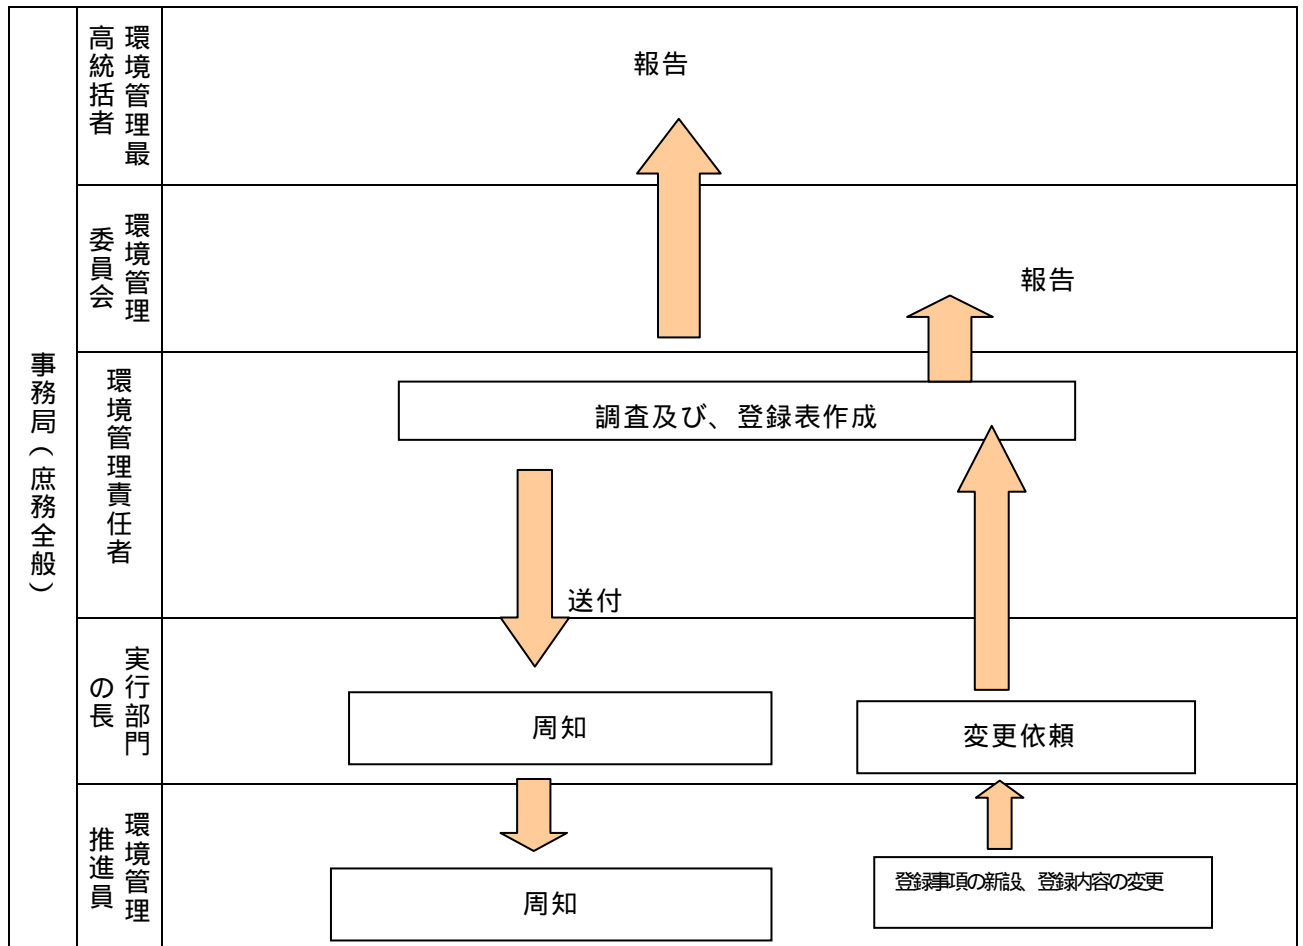 事務局（庶務全般）
環境管理最
高統括者
報告
環境管理
委員会
報告
環境管理責任者
調査及び、登録表作成
送付
実行部門
の長
周知
変更依頼
環境管理
推進員
周知
登録事項の新設、登録内容の変更